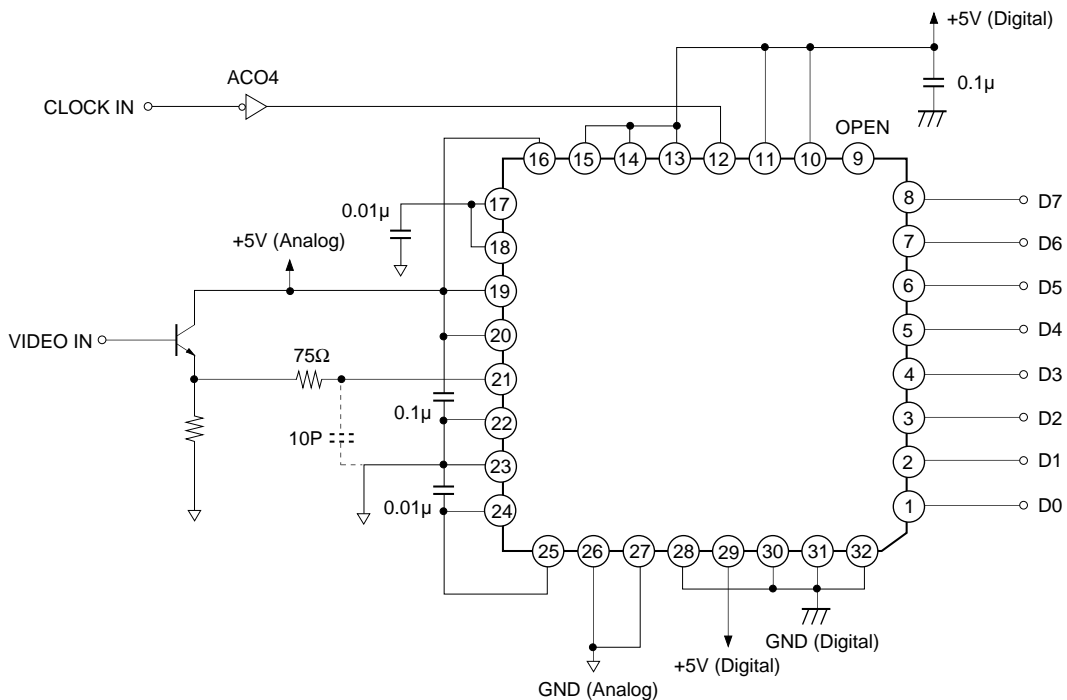 +5V (Digital)
ACO4
CLOCK IN
0.1µ
OPEN
16 15 14 13 12 11 10 9
17
8 D7
0.01µ
+5V (Analog)
18
7 D6
19
6 D5
VIDEO IN
20
5 D4
75Ω
21
4 D3
0.1µ
22
3 D2
10P
23
2 D1
0.01µ
24
1 D0
25 26 27 28 29 30 31 32
GND (Digital)
+5V (Digital)
GND (Analog)